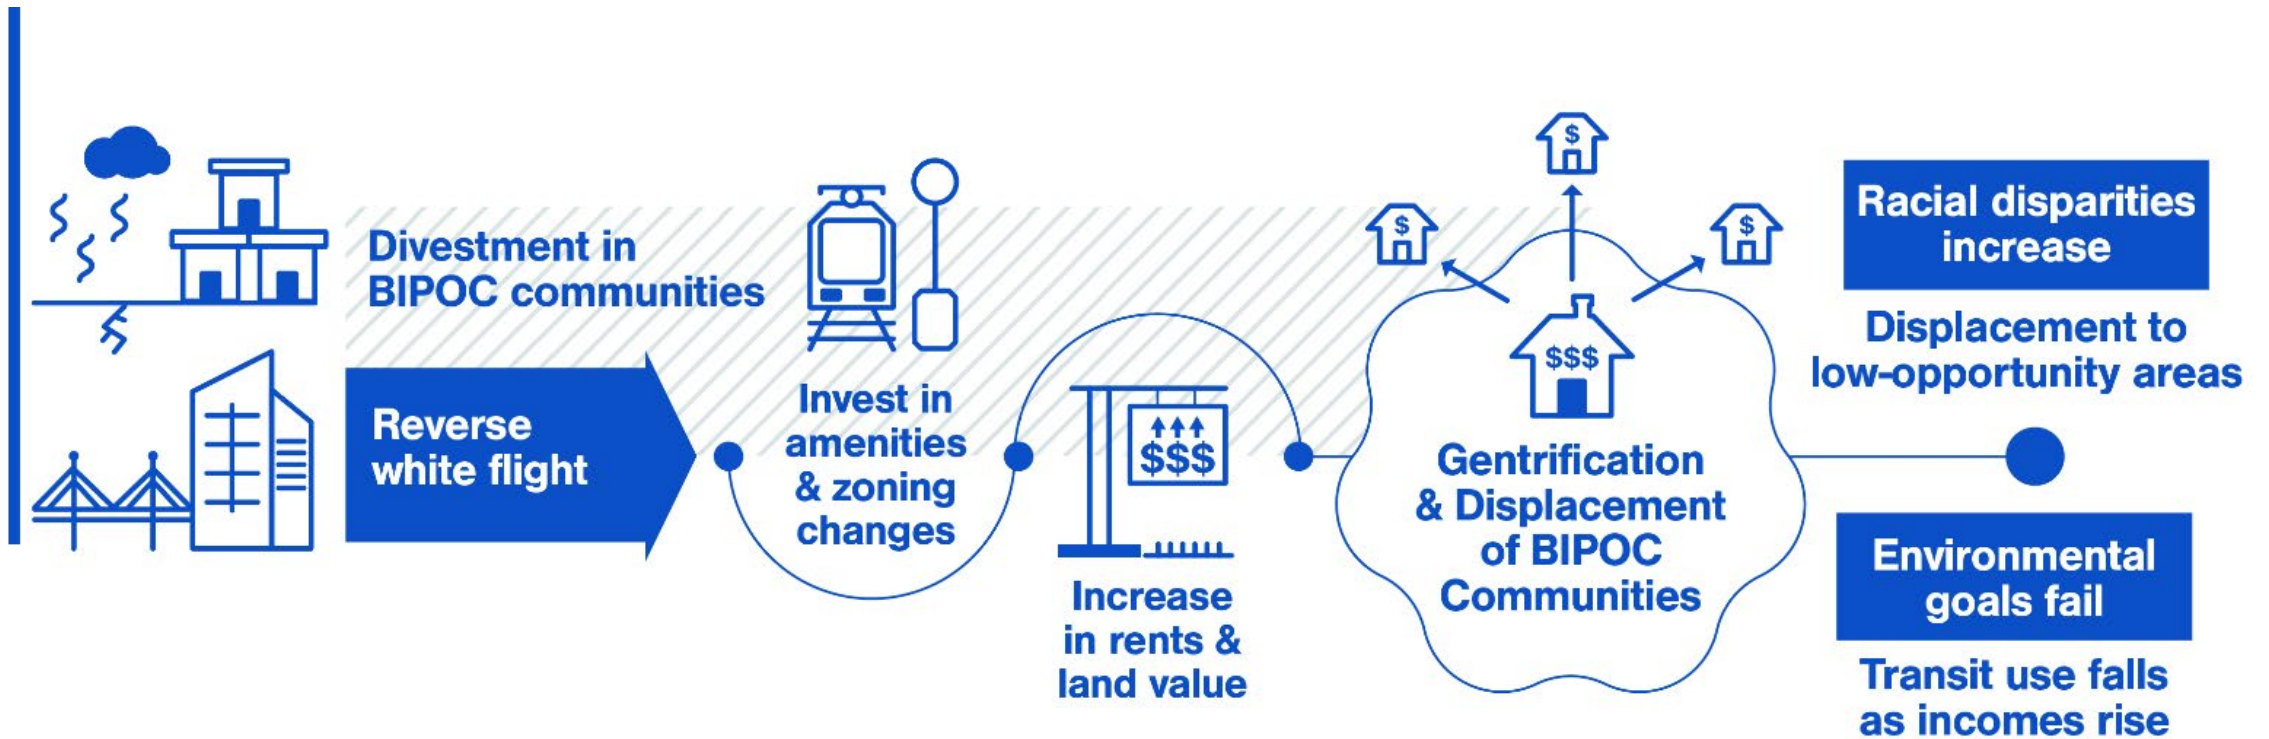 Divestment in
BIPOC communities
Reverse
white flight
Invest in
amenities
& zoning
changes
$$$
Increase
in rents &
land value
$
$
$
$$$
Gentrification
& Displacement
of BIPOC
Communities
Racial disparities
increase
Displacement to
low-opportunity areas
Environmental
goals fail
Transit use falls
as incomes rise